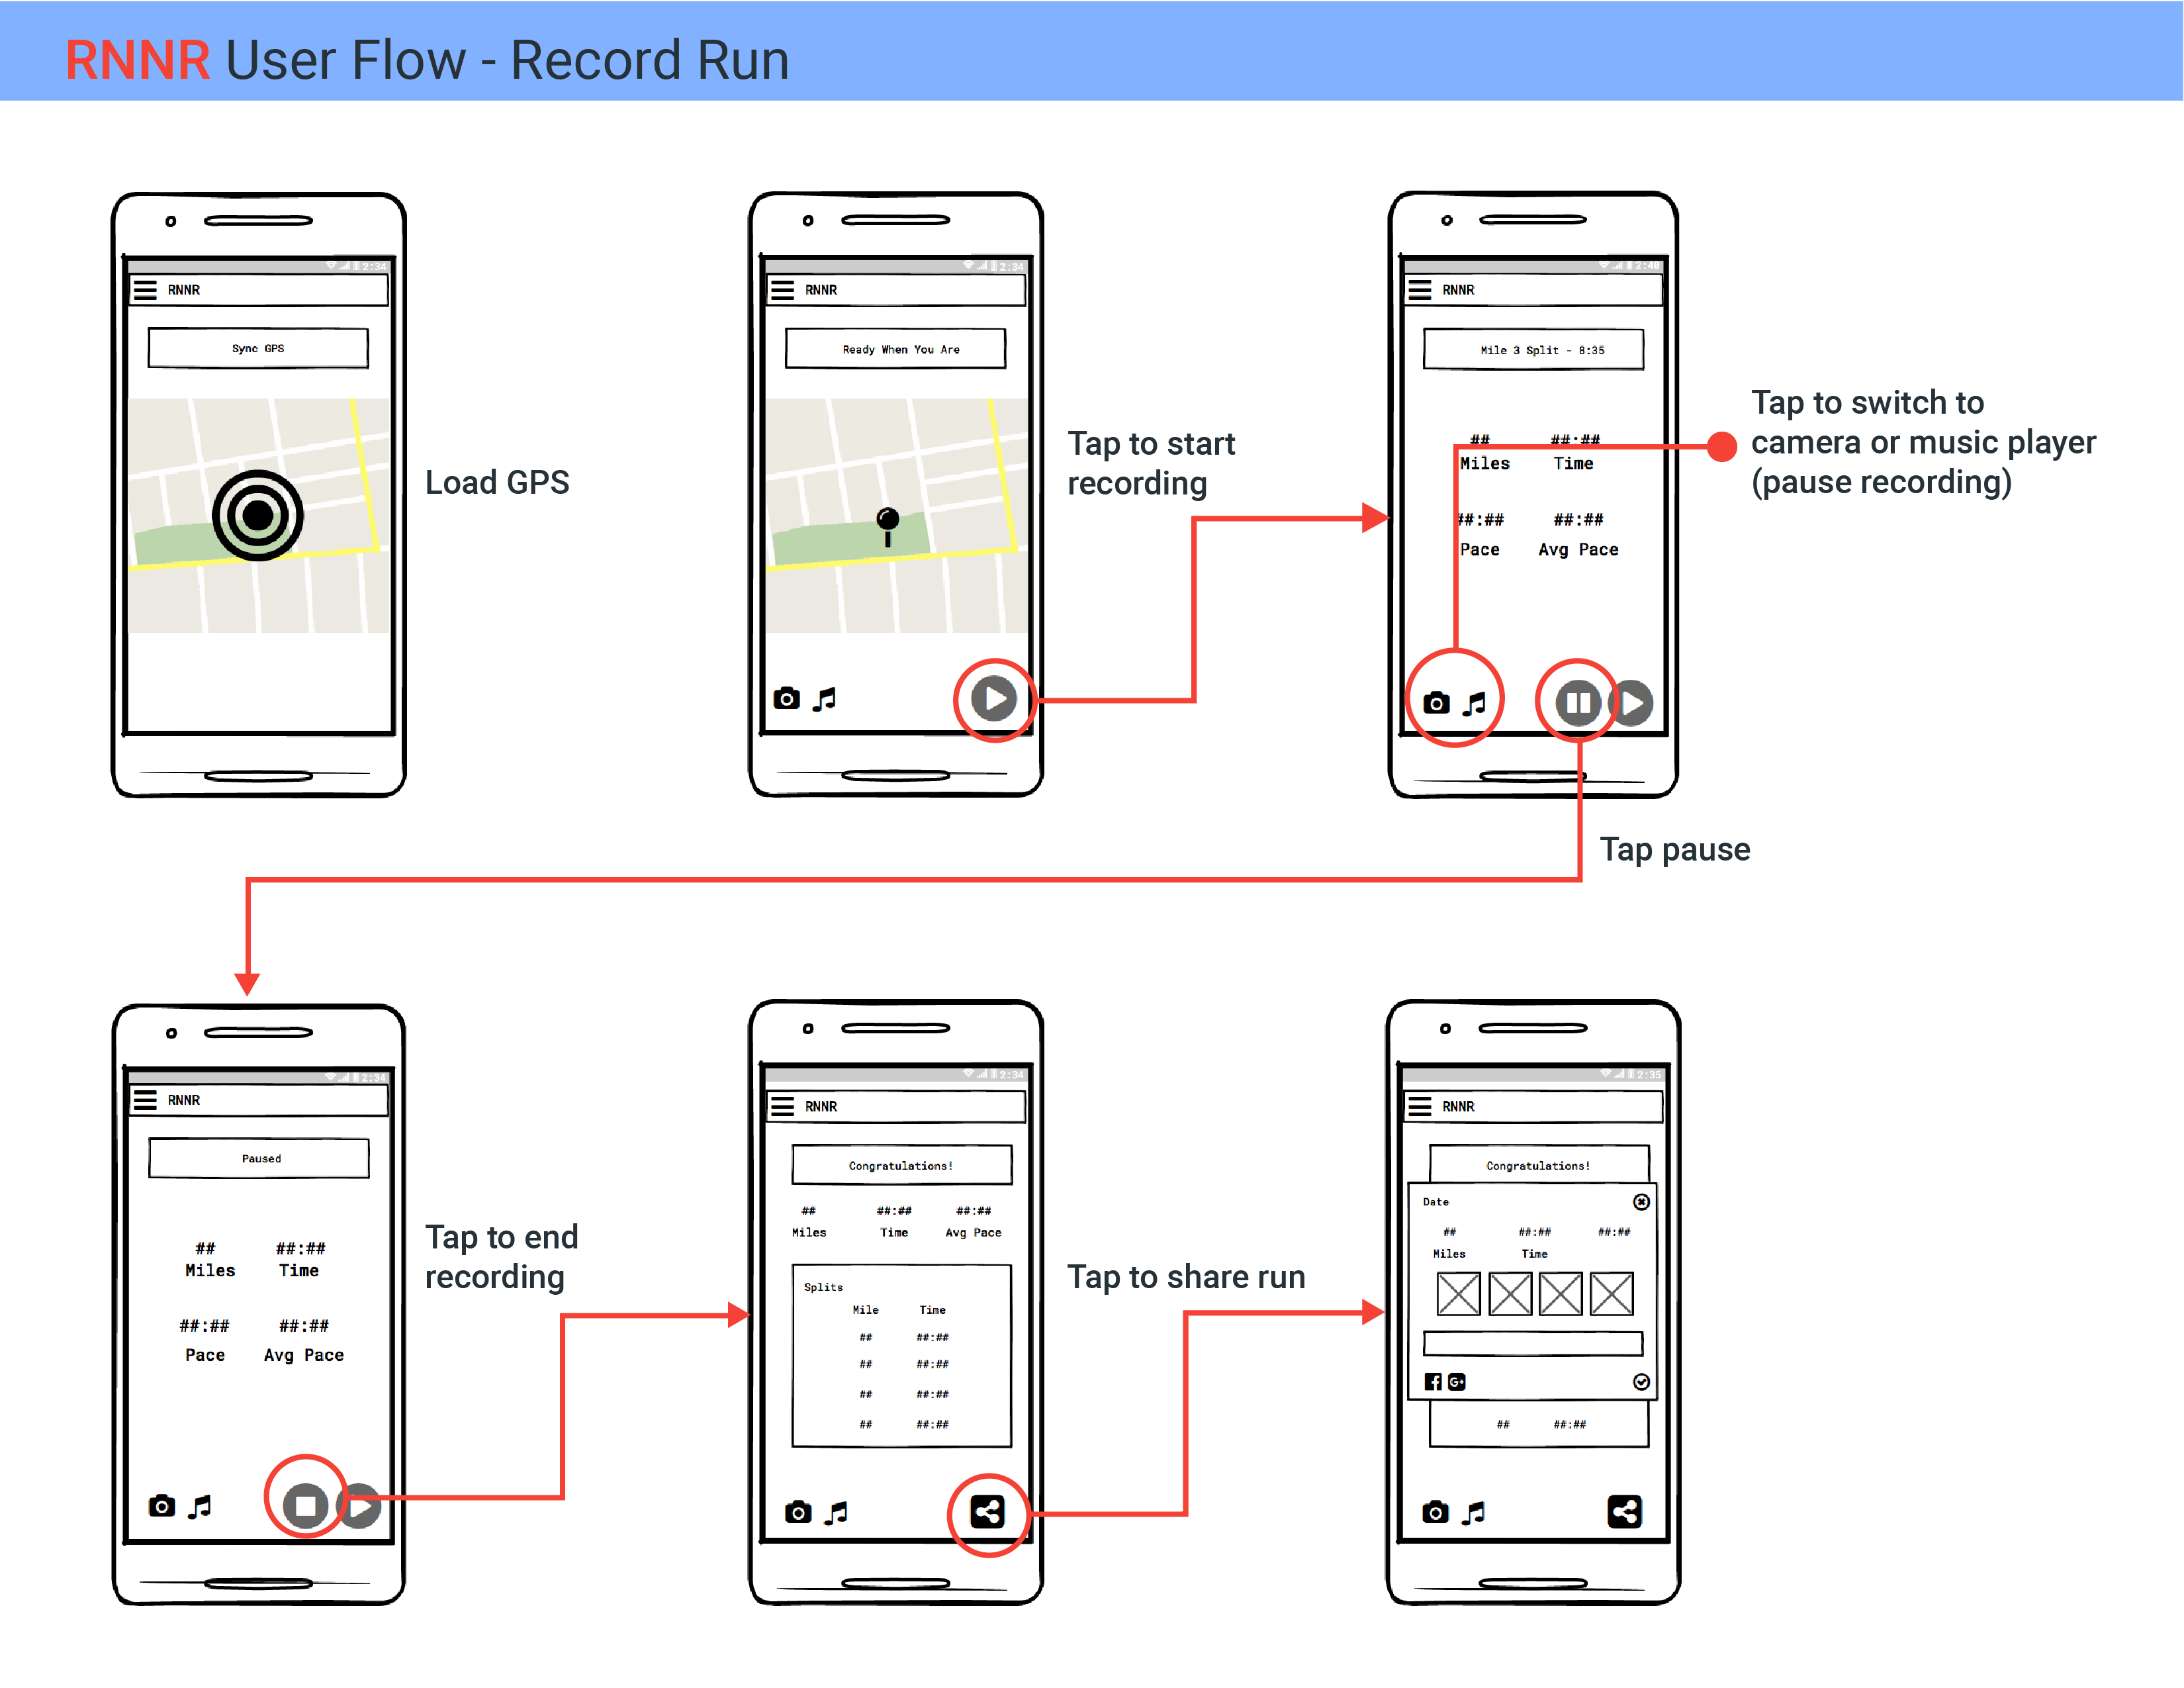 RNNR User Flow - Record Run
2:34
RNNR
Sync GPS
Load GPS
2:34
RNNR
Ready When You Are
Tap to start
recording
2:40
RNNR
Mile 3 Split - 8:35
## ##:##
Miles Time
##:## ##:##
Pace Avg Pace
Tap to switch to
camera or music player
(pause recording)
Tap pause
2:34
RNNR
Paused
## ##:##
Miles Time
##:## ##:##
Pace Avg Pace
Tap to end
recording
2:34
RNNR
Congratulations!
## ##:## ##:##
Miles Time Avg Pace
Splits
Mile Time
## ##:##
## ##:##
## ##:##
## ##:##
Tap to share run
2:35
RNNR
Congratulations!
Date
## ##:## ##:##
Miles Time
f G+
## ##:##